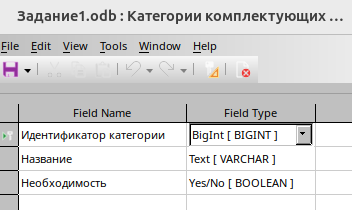 Задание1.odb : Категории комплектующих ...
File Edit View Tools Window Help
Field Name Field Type
Идентификатор категории BigInt [ BIGINT ]
Название Text [ VARCHAR ]
Необходимость Yes/No [ BOOLEAN ]